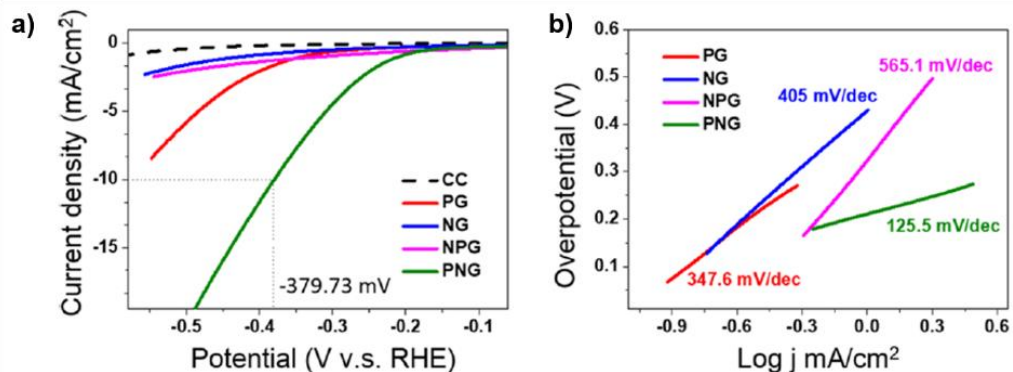 a)
Current density (mA/cm²)
0
-5
-10
-15
CC
PG
NG
NPG
PNG
-379.73 mV
-0.5
-0.4
-0.3
-0.2
-0.1
Potential (V v.s. RHE)
b)
Overpotential (V)
0.6
0.5
0.4
0.3
0.2
0.1
PG
NG
NPG
PNG
565.1 mV/dec
405 mV/dec
125.5 mV/dec
347.6 mV/dec
-0.9
-0.6
-0.3
0.0
0.3
0.6
Log j mA/cm²